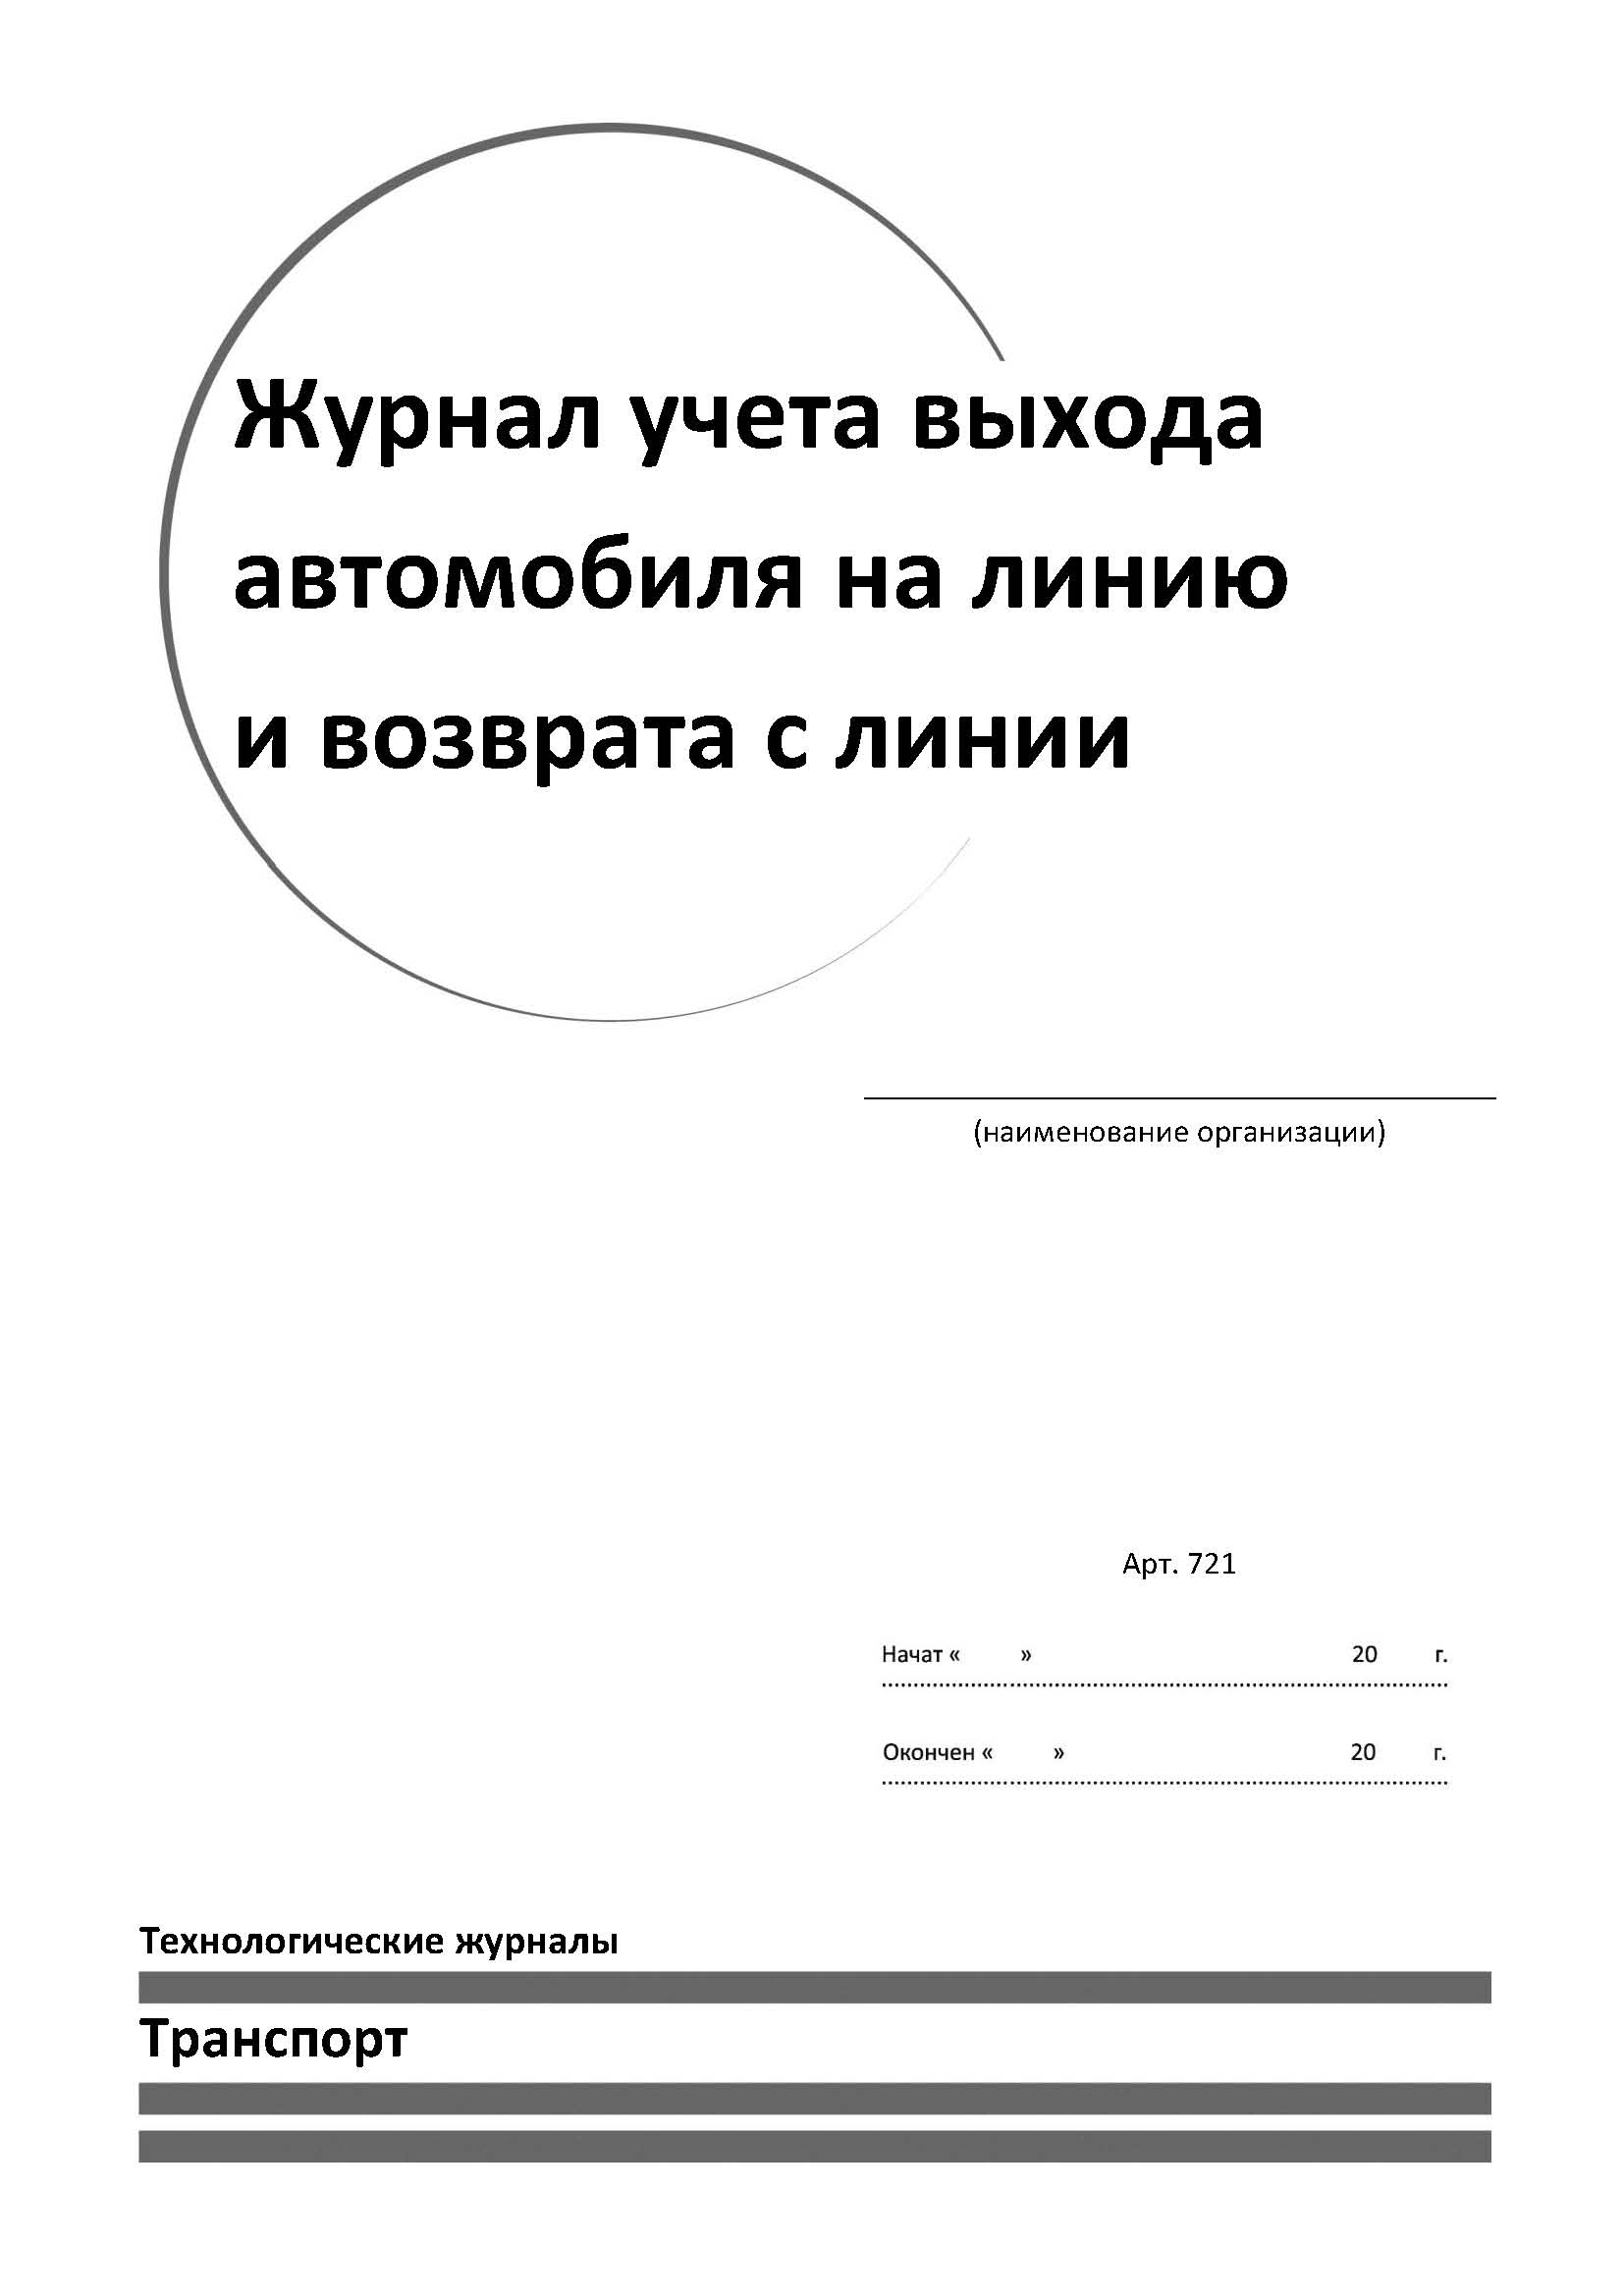 Журнал учета выхода
автомобиля на линию
и возврата с линии
(наименование организации)
Арт. 721
Начат « » 20 г.
Окончен « » 20 г.
Технологические журналы
Транспорт